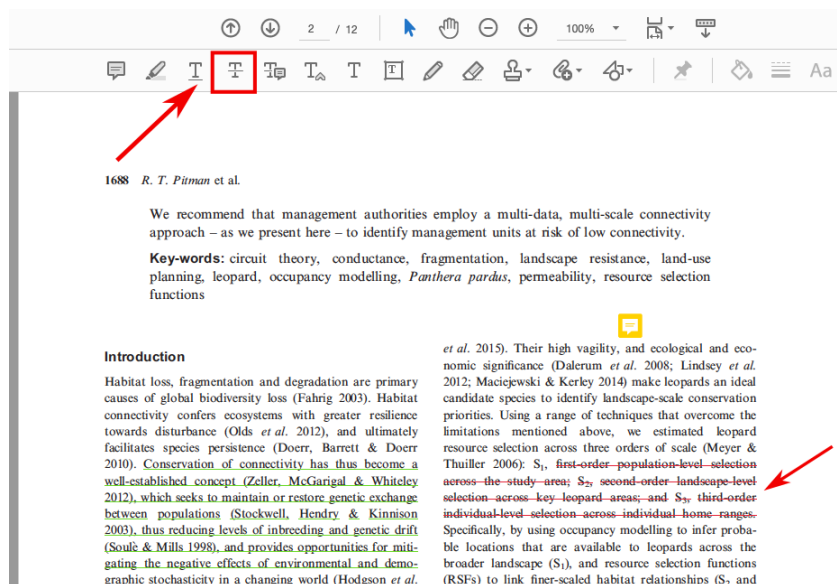 2 / 12 100%
T T T T T T Aa
1688 R. T. Pitman et al.
We recommend that management authorities employ a multi-data, multi-scale connectivity
approach – as we present here – to identify management units at risk of low connectivity.
Key-words: circuit theory, conductance, fragmentation, landscape resistance, land-use
planning, leopard, occupancy modelling, Panthera pardus, permeability, resource selection
functions
Introduction
Habitat loss, fragmentation and degradation are primary
causes of global biodiversity loss (Fahrig 2003). Habitat
connectivity confers ecosystems with greater resilience
towards disturbance (Olds et al. 2012), and ultimately
facilitates species persistence (Doerr, Barrett & Doerr
2010). Conservation of connectivity has thus become a
well-established concept (Zeller, McGarigal & Whiteley
2012), which seeks to maintain or restore genetic exchange
between populations (Stockwell, Hendry & Kinnison
2003), thus reducing levels of inbreeding and genetic drift
(Soulè & Mills 1998), and provides opportunities for miti-
gating the negative effects of environmental and demo-
graphic stochasticity in a changing world (Hodgson et al.
et al. 2015). Their high vagility, and ecological and eco-
nomic significance (Dalerum et al. 2008; Lindsey et al.
2012; Maciejewski & Kerley 2014) make leopards an ideal
candidate species to identify landscape-scale conservation
priorities. Using a range of techniques that overcome the
limitations mentioned above, we estimated leopard
resource selection across three orders of scale (Meyer &
Thuiller 2006): S₁, first-order population-level selection
across the study area; S₂, second-order landscape-level
selection across key leopard areas; and S₃, third-order
individual-level selection across individual home ranges.
Specifically, by using occupancy modelling to infer proba-
ble locations that are available to leopards across the
broader landscape (S₁), and resource selection functions
(RSFs) to link finer-scaled habitat relationships (S₂ and